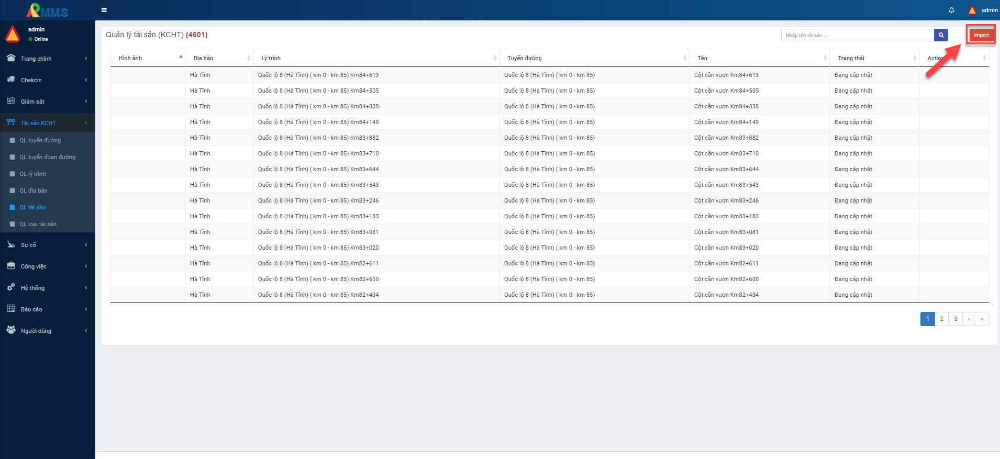 RMMS
admin
admin
Online
Trang chính
Chekcin
Giám sát
Tài sản KCHT
QL tuyến đường
QL tuyến đoạn đường
QL lý trình
QL địa bàn
QL tài sản
QL loại tài sản
Sự cố
Công việc
Hệ thống
Báo cáo
Người dùng
Quản lý tài sản (KCHT) (4601)
Nhập tên tài sản ....
import
Hình ảnh Địa bàn Lý trình Tuyến đường Tên Trạng thái Action
Hà Tĩnh Quốc lộ 8 (Hà Tĩnh) ( km 0 - km 85) Km84+613 Quốc lộ 8 (Hà Tĩnh) ( km 0 - km 85) Cột cần vươn Km84+613 Đang cập nhật
Hà Tĩnh Quốc lộ 8 (Hà Tĩnh) ( km 0 - km 85) Km84+505 Quốc lộ 8 (Hà Tĩnh) ( km 0 - km 85) Cột cần vươn Km84+505 Đang cập nhật
Hà Tĩnh Quốc lộ 8 (Hà Tĩnh) ( km 0 - km 85) Km84+338 Quốc lộ 8 (Hà Tĩnh) ( km 0 - km 85) Cột cần vươn Km84+338 Đang cập nhật
Hà Tĩnh Quốc lộ 8 (Hà Tĩnh) ( km 0 - km 85) Km84+149 Quốc lộ 8 (Hà Tĩnh) ( km 0 - km 85) Cột cần vươn Km84+149 Đang cập nhật
Hà Tĩnh Quốc lộ 8 (Hà Tĩnh) ( km 0 - km 85) Km83+882 Quốc lộ 8 (Hà Tĩnh) ( km 0 - km 85) Cột cần vươn Km83+882 Đang cập nhật
Hà Tĩnh Quốc lộ 8 (Hà Tĩnh) ( km 0 - km 85) Km83+710 Quốc lộ 8 (Hà Tĩnh) ( km 0 - km 85) Cột cần vươn Km83+710 Đang cập nhật
Hà Tĩnh Quốc lộ 8 (Hà Tĩnh) ( km 0 - km 85) Km83+644 Quốc lộ 8 (Hà Tĩnh) ( km 0 - km 85) Cột cần vươn Km83+644 Đang cập nhật
Hà Tĩnh Quốc lộ 8 (Hà Tĩnh) ( km 0 - km 85) Km83+543 Quốc lộ 8 (Hà Tĩnh) ( km 0 - km 85) Cột cần vươn Km83+543 Đang cập nhật
Hà Tĩnh Quốc lộ 8 (Hà Tĩnh) ( km 0 - km 85) Km83+246 Quốc lộ 8 (Hà Tĩnh) ( km 0 - km 85) Cột cần vươn Km83+246 Đang cập nhật
Hà Tĩnh Quốc lộ 8 (Hà Tĩnh) ( km 0 - km 85) Km83+183 Quốc lộ 8 (Hà Tĩnh) ( km 0 - km 85) Cột cần vươn Km83+183 Đang cập nhật
Hà Tĩnh Quốc lộ 8 (Hà Tĩnh) ( km 0 - km 85) Km83+081 Quốc lộ 8 (Hà Tĩnh) ( km 0 - km 85) Cột cần vươn Km83+081 Đang cập nhật
Hà Tĩnh Quốc lộ 8 (Hà Tĩnh) ( km 0 - km 85) Km83+020 Quốc lộ 8 (Hà Tĩnh) ( km 0 - km 85) Cột cần vươn Km83+020 Đang cập nhật
Hà Tĩnh Quốc lộ 8 (Hà Tĩnh) ( km 0 - km 85) Km82+611 Quốc lộ 8 (Hà Tĩnh) ( km 0 - km 85) Cột cần vươn Km82+611 Đang cập nhật
Hà Tĩnh Quốc lộ 8 (Hà Tĩnh) ( km 0 - km 85) Km82+600 Quốc lộ 8 (Hà Tĩnh) ( km 0 - km 85) Cột cần vươn Km82+600 Đang cập nhật
Hà Tĩnh Quốc lộ 8 (Hà Tĩnh) ( km 0 - km 85) Km82+434 Quốc lộ 8 (Hà Tĩnh) ( km 0 - km 85) Cột cần vươn Km82+434 Đang cập nhật
1 2 3 › ››